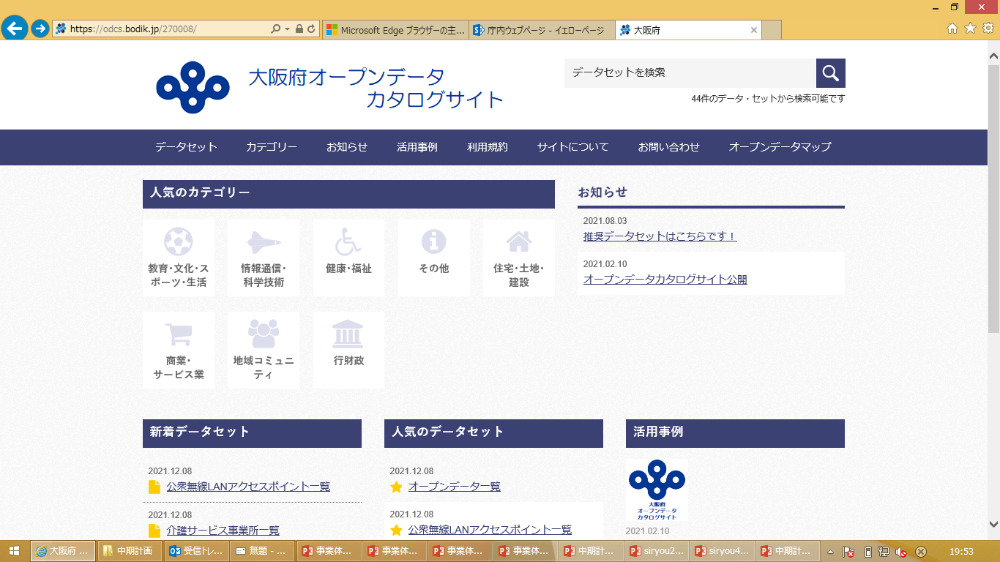 https://odcs.bodik.jp/270008/
Microsoft Edge ブラウザーの主...
庁内ウェブページ - イエローページ
大阪府
大阪府オープンデータ
カタログサイト
データセットを検索
44件のデータ・セットから検索可能です
データセット
カテゴリー
お知らせ
活用事例
利用規約
サイトについて
お問い合わせ
オープンデータマップ
人気のカテゴリー
教育・文化・ス
ポーツ・生活
情報通信・
科学技術
健康・福祉
その他
住宅・土地・
建設
商業・
サービス業
地域コミュニ
ティ
行財政
お知らせ
2021.08.03
推奨データセットはこちらです！
2021.02.10
オープンデータカタログサイト公開
新着データセット
2021.12.08
公衆無線LANアクセスポイント一覧
2021.12.08
介護サービス事業所一覧
人気のデータセット
2021.12.08
オープンデータ一覧
2021.12.08
公衆無線LANアクセスポイント一覧
活用事例
大阪府
オープンデータ
カタログサイト
2021.02.10
大阪府 ...
中期計画
受信トレ...
無題 - ...
事業体...
事業体...
事業体...
事業体...
中期計...
siryou2...
siryou4...
中期計...
19:53